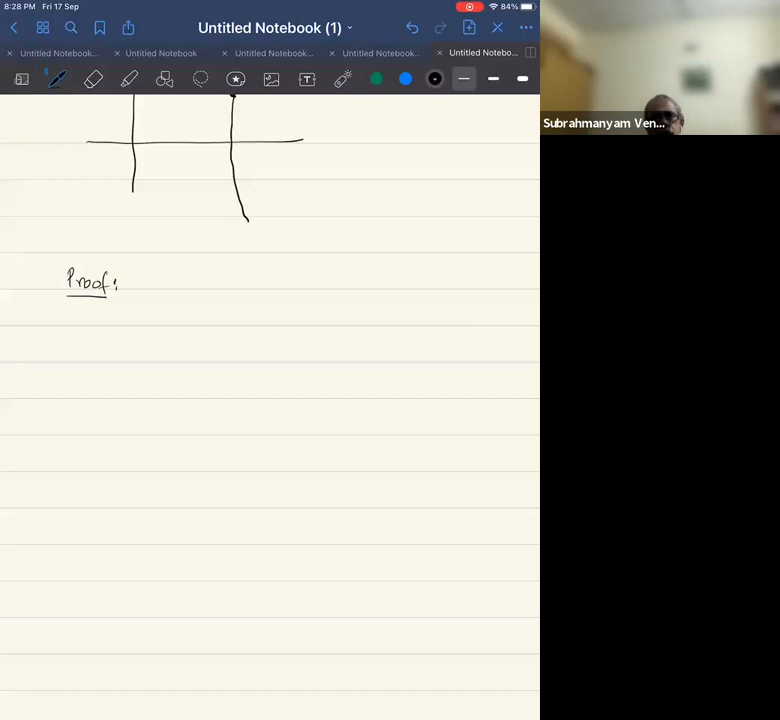 8:28 PM Fri 17 Sep
84%
Untitled Notebook (1)
Untitled Notebook...
Untitled Notebook
Untitled Notebook...
Untitled Notebook...
Untitled Notebo...
T
Subrahmanyam Ven...
Proof: